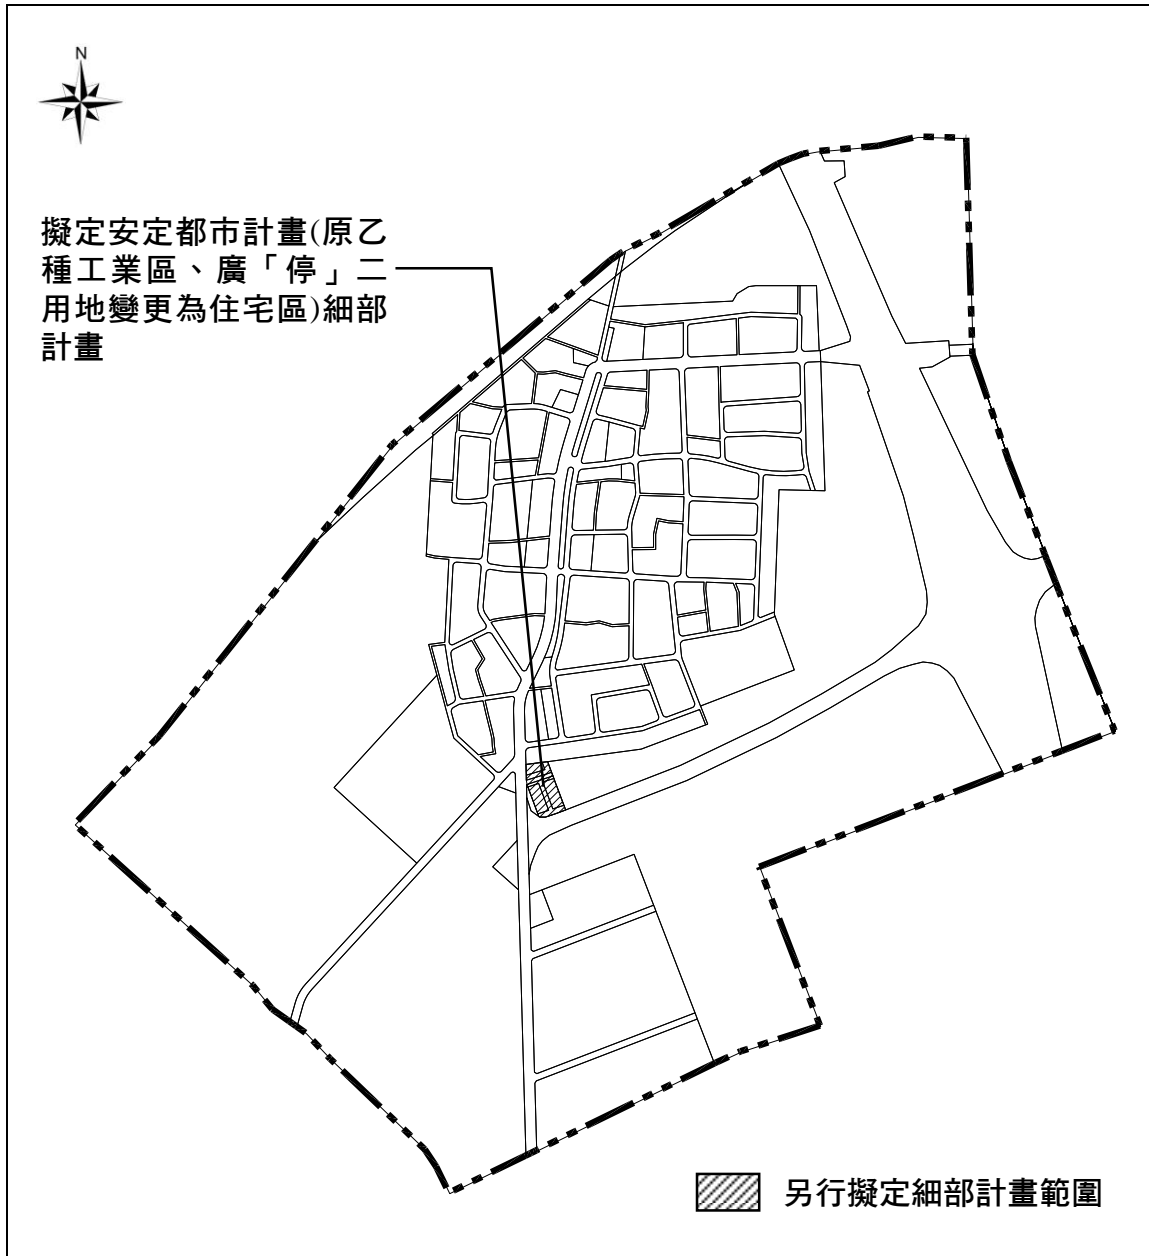 N
擬定安定都市計畫(原乙
種工業區、廣「停」二
用地變更為住宅區)細部
計畫
另行擬定細部計畫範圍